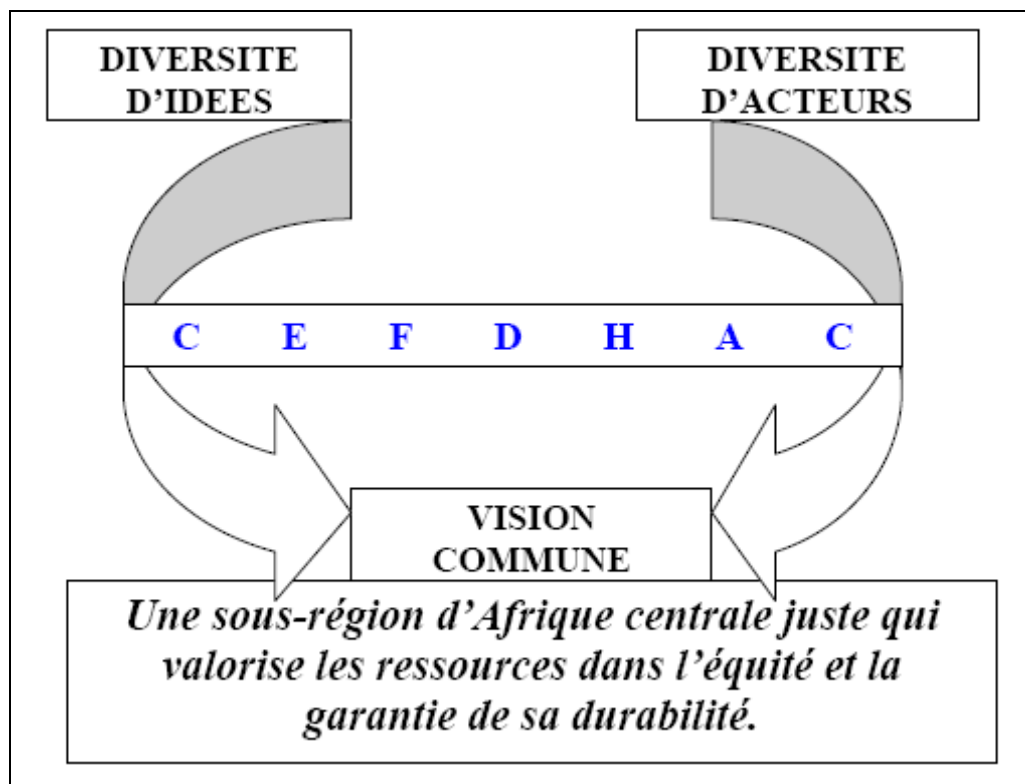 DIVERSITE
D’IDEES
DIVERSITE
D’ACTEURS
C E F D H A C
VISION
COMMUNE
Une sous-région d’Afrique centrale juste qui
valorise les ressources dans l’équité et la
garantie de sa durabilité.